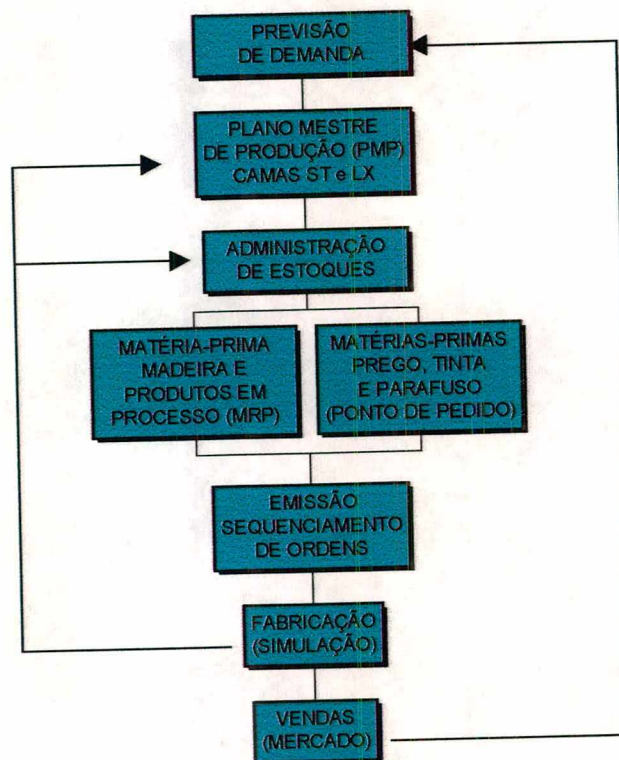 PREVISÃO
DE DEMANDA
PLANO MESTRE
DE PRODUÇÃO (PMP)
CAMAS ST e LX
ADMINISTRAÇÃO
DE ESTOQUES
MATÉRIA-PRIMA
MADEIRA E
PRODUTOS EM
PROCESSO (MRP)
MATÉRIAS-PRIMAS
PREGO, TINTA
E PARAFUSO
(PONTO DE PEDIDO)
EMISSÃO
SEQUENCIAMENTO
DE ORDENS
FABRICAÇÃO
(SIMULAÇÃO)
VENDAS
(MERCADO)